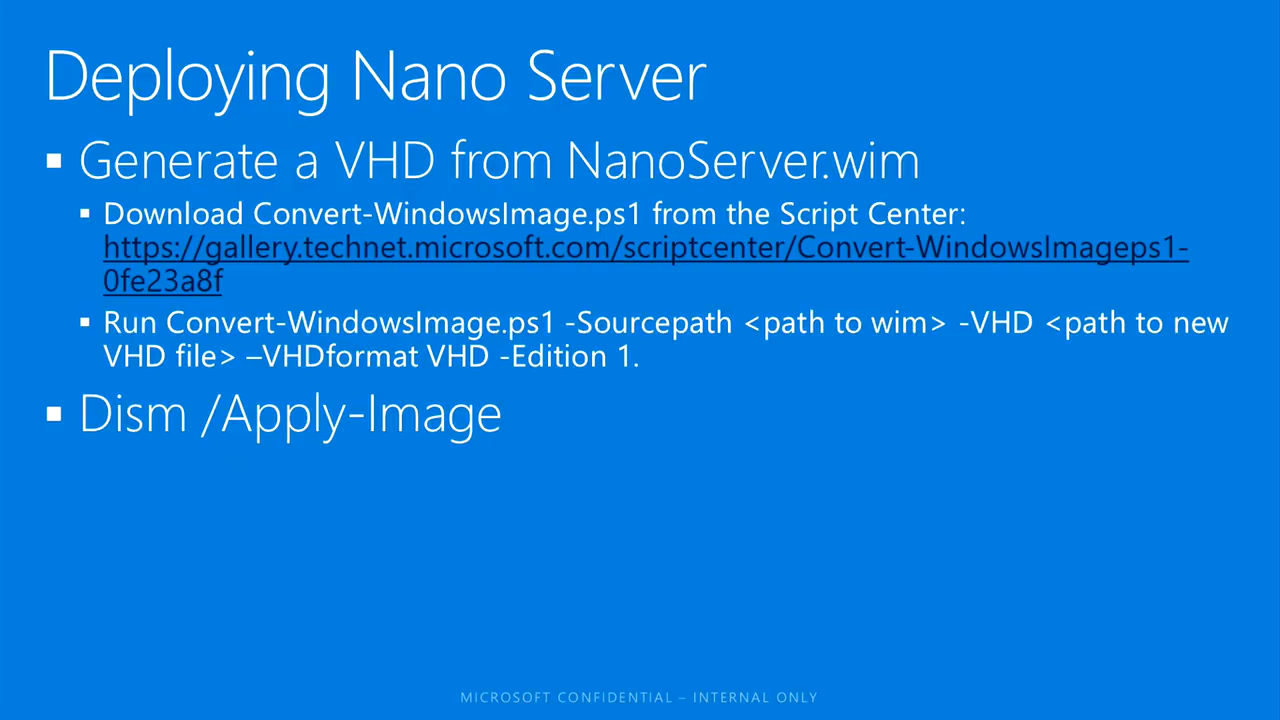 Deploying Nano Server
▪ Generate a VHD from NanoServer.wim
▪ Download Convert-WindowsImage.ps1 from the Script Center:
https://gallery.technet.microsoft.com/scriptcenter/Convert-WindowsImageps1-
0fe23a8f
▪ Run Convert-WindowsImage.ps1 -Sourcepath <path to wim> -VHD <path to new
VHD file> –VHDformat VHD -Edition 1.
▪ Dism /Apply-Image
MICROSOFT CONFIDENTIAL – INTERNAL ONLY